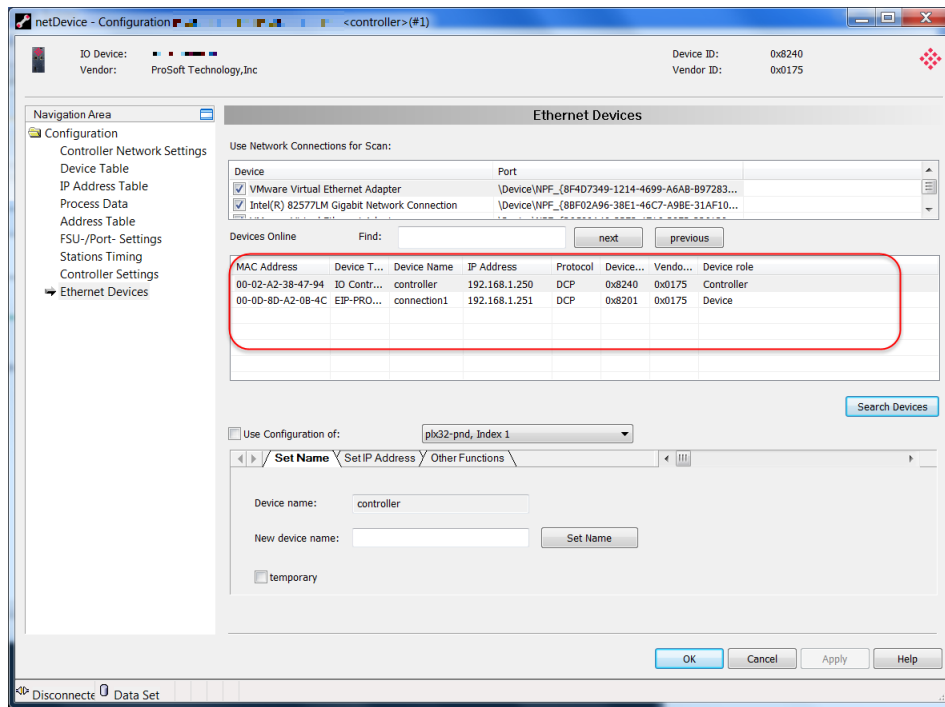 netDevice - Configuration <controller>(#1)
IO Device: Device ID: 0x8240
Vendor: ProSoft Technology,Inc Vendor ID: 0x0175
Navigation Area
Configuration
Controller Network Settings
Device Table
IP Address Table
Process Data
Address Table
FSU-/Port- Settings
Stations Timing
Controller Settings
Ethernet Devices
Ethernet Devices
Use Network Connections for Scan:
Device Port
VMware Virtual Ethernet Adapter \Device\NPF_{8F4D7349-1214-4699-A6AB-B97283...
Intel(R) 82577LM Gigabit Network Connection \Device\NPF_{8BF02A96-38E1-46C7-A9BE-31AF10...
Devices Online Find: next previous
MAC Address Device T... Device Name IP Address Protocol Device... Vendo... Device role
00-02-A2-38-47-94 IO Contr... controller 192.168.1.250 DCP 0x8240 0x0175 Controller
00-0D-8D-A2-0B-4C EIP-PRO... connection1 192.168.1.251 DCP 0x8201 0x0175 Device
Search Devices
Use Configuration of: plx32-pnd, Index 1
Set Name Set IP Address Other Functions
Device name: controller
New device name: Set Name
temporary
OK Cancel Apply Help
Disconnecte Data Set